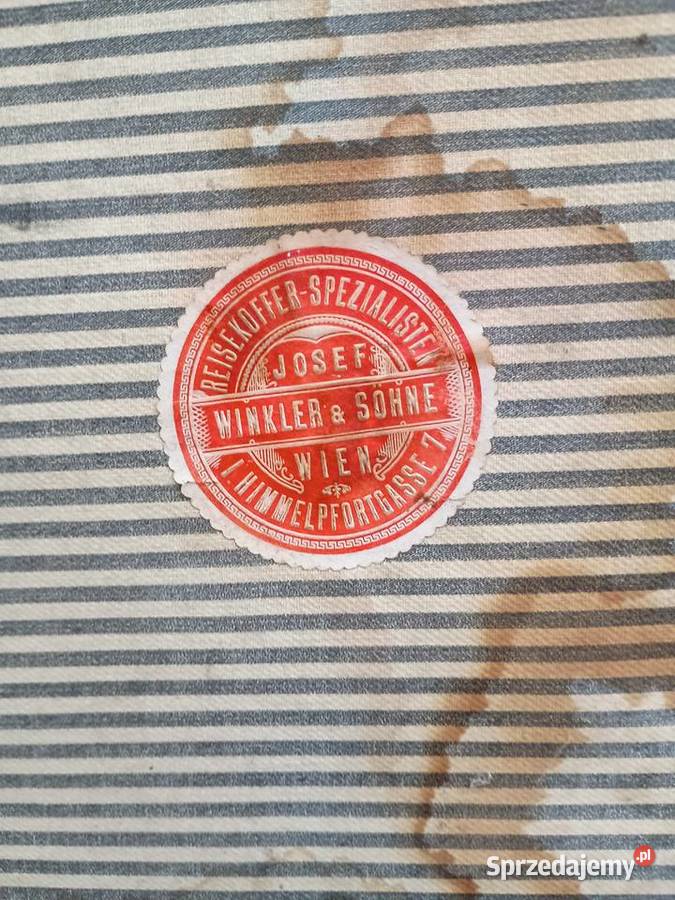 REISEKOFFER-SPEZIALISTEN
JOSEF
WINKLER & SÖHNE
WIEN
I. HIMMELPFORTGASSE 7
Sprzedajemy.pl